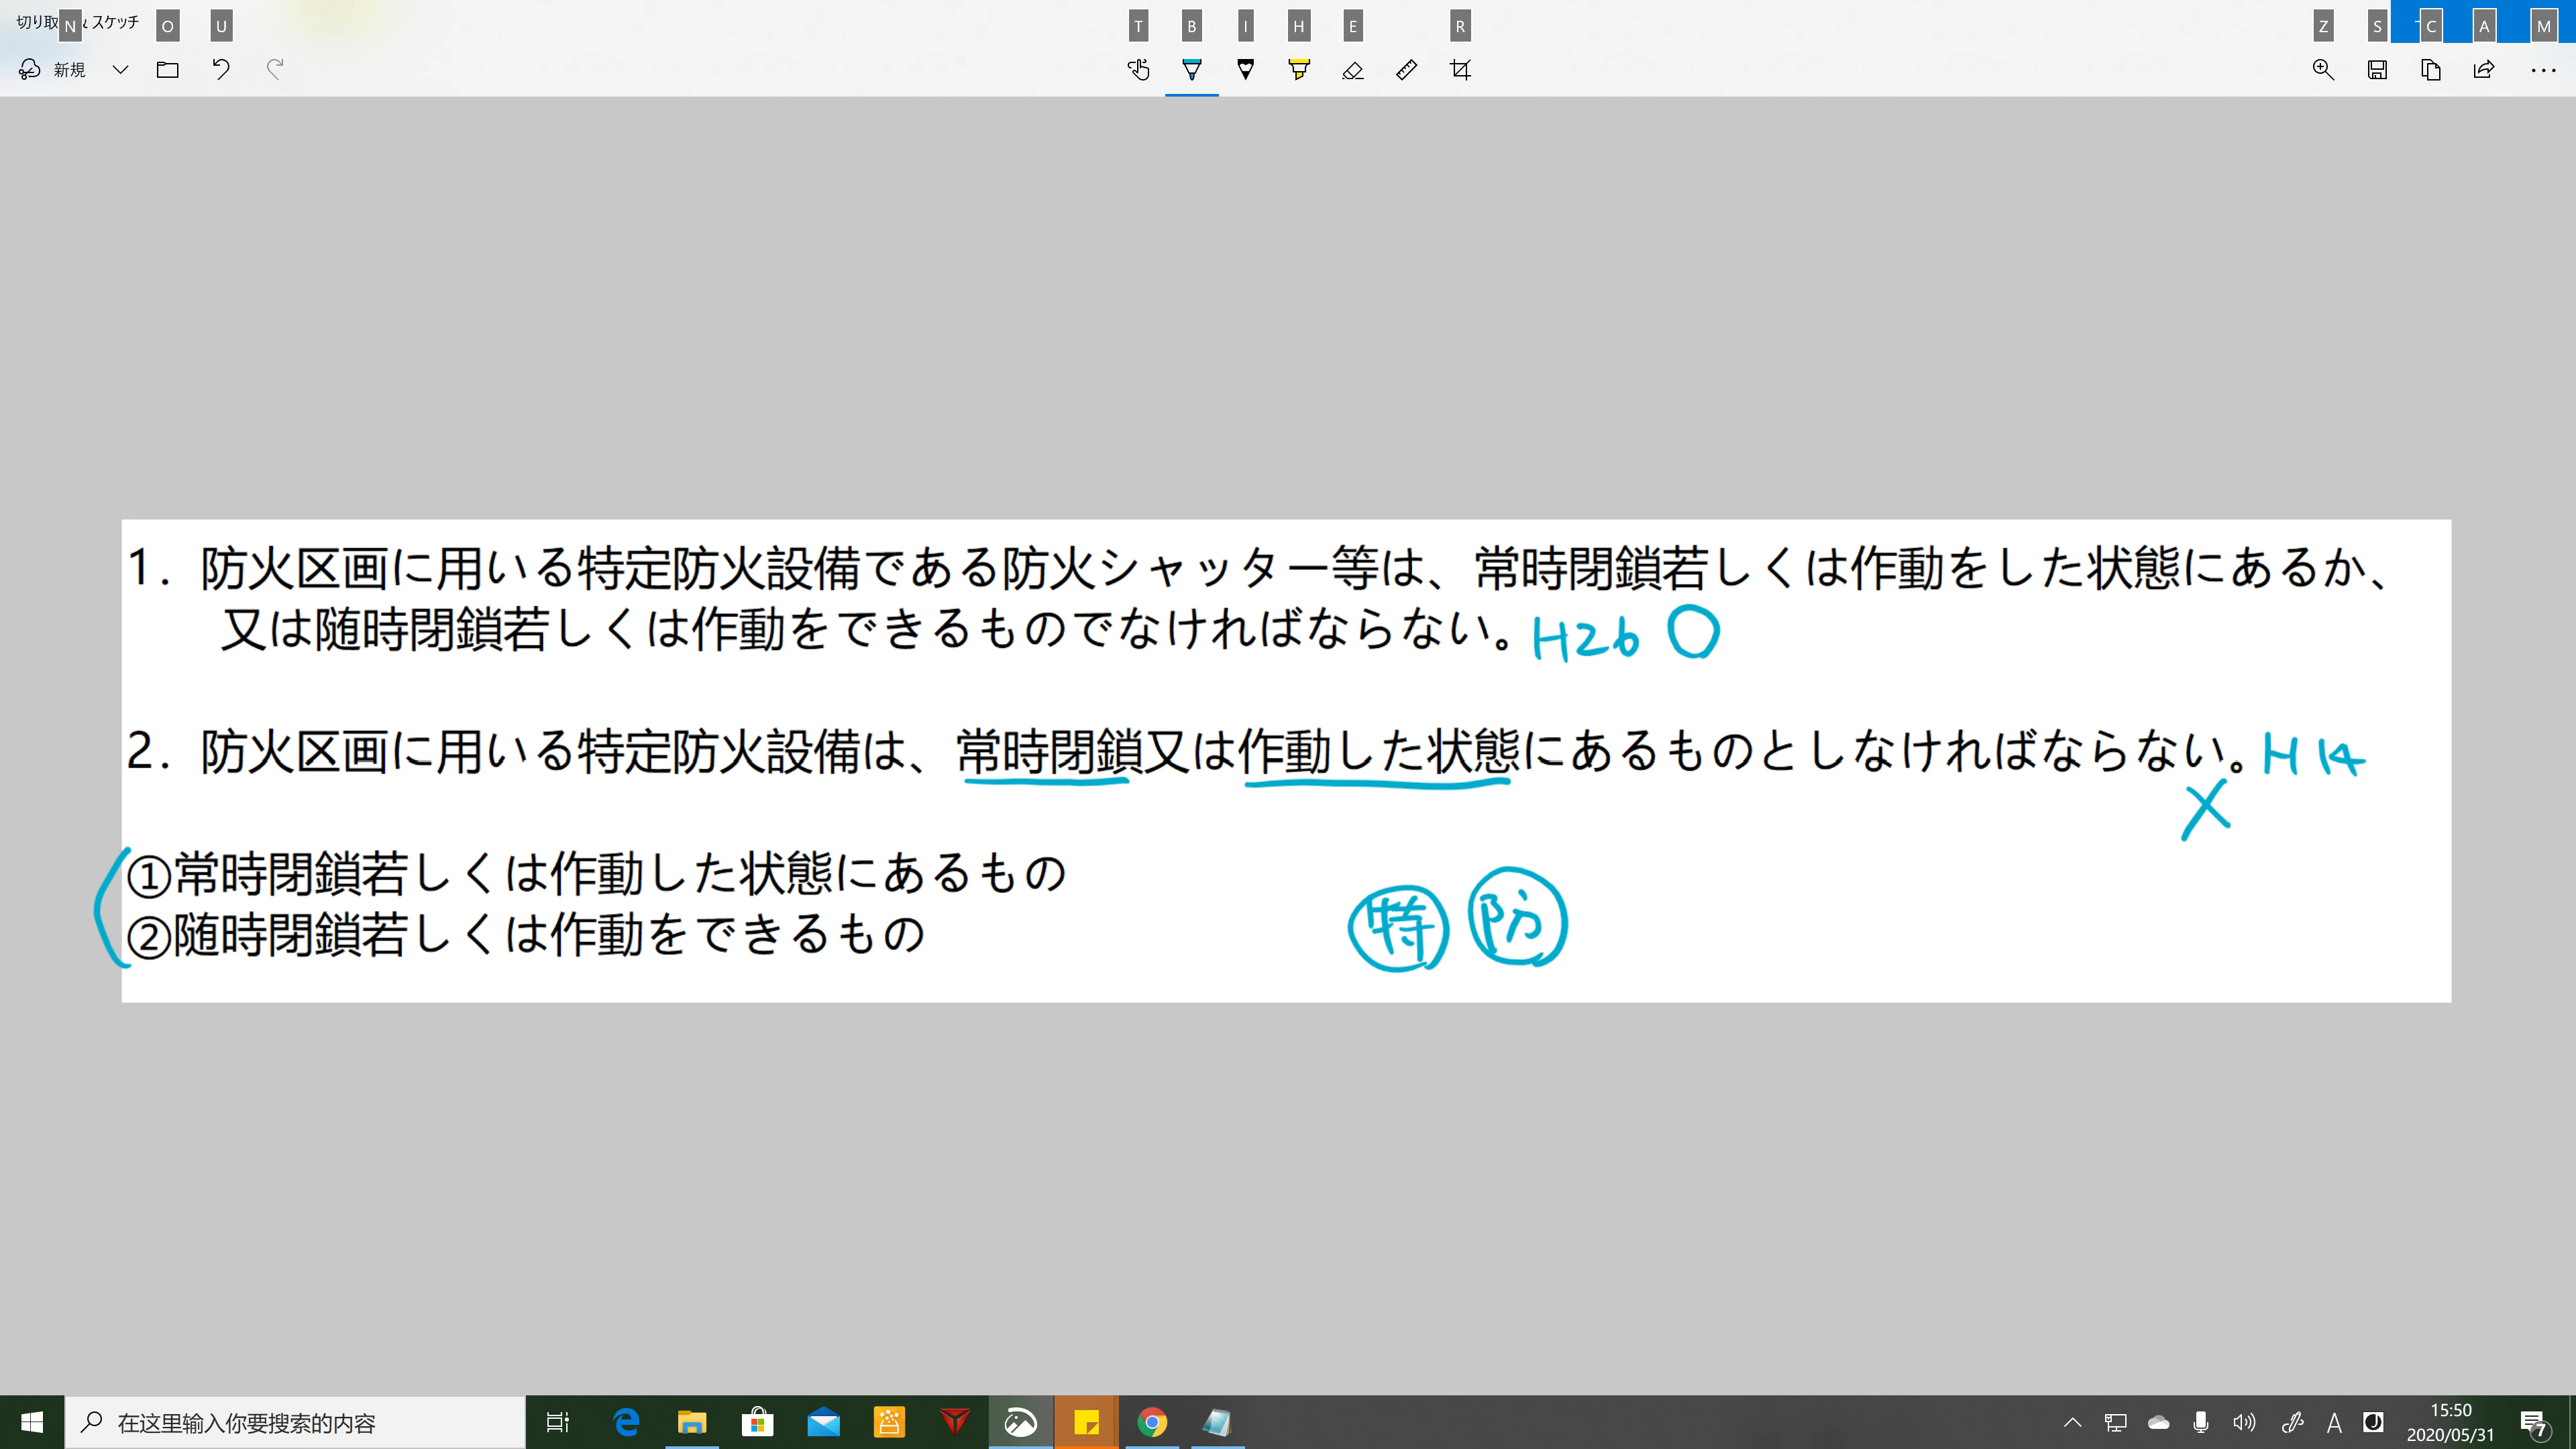 切り取 & スケッチ
N O U T B I H E R Z S C A M
新規
1．防火区画に用いる特定防火設備である防火シャッター等は、常時閉鎖若しくは作動をした状態にあるか、
又は随時閉鎖若しくは作動をできるものでなければならない。H26 〇
2．防火区画に用いる特定防火設備は、常時閉鎖又は作動した状態にあるものとしなければならない。H14
×
①常時閉鎖若しくは作動した状態にあるもの
②随時閉鎖若しくは作動をできるもの
特 防
在这里输入你要搜索的内容
A
15:50
2020/05/31
7